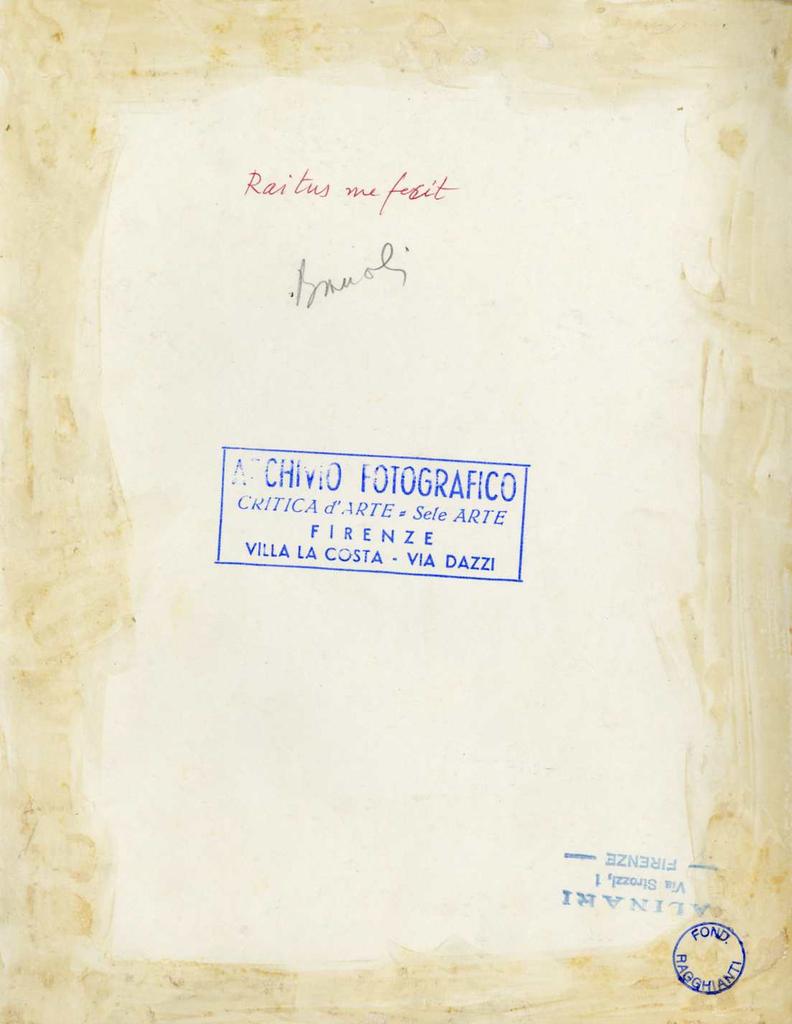 Raitus me fecit
ARCHIVIO FOTOGRAFICO
CRITICA d'ARTE = Sele ARTE
FIRENZE
VILLA LA COSTA - VIA DAZZI
ALINARI
Via Strozzi, 1
— FIRENZE —
FOND.
RAGGHIANTI